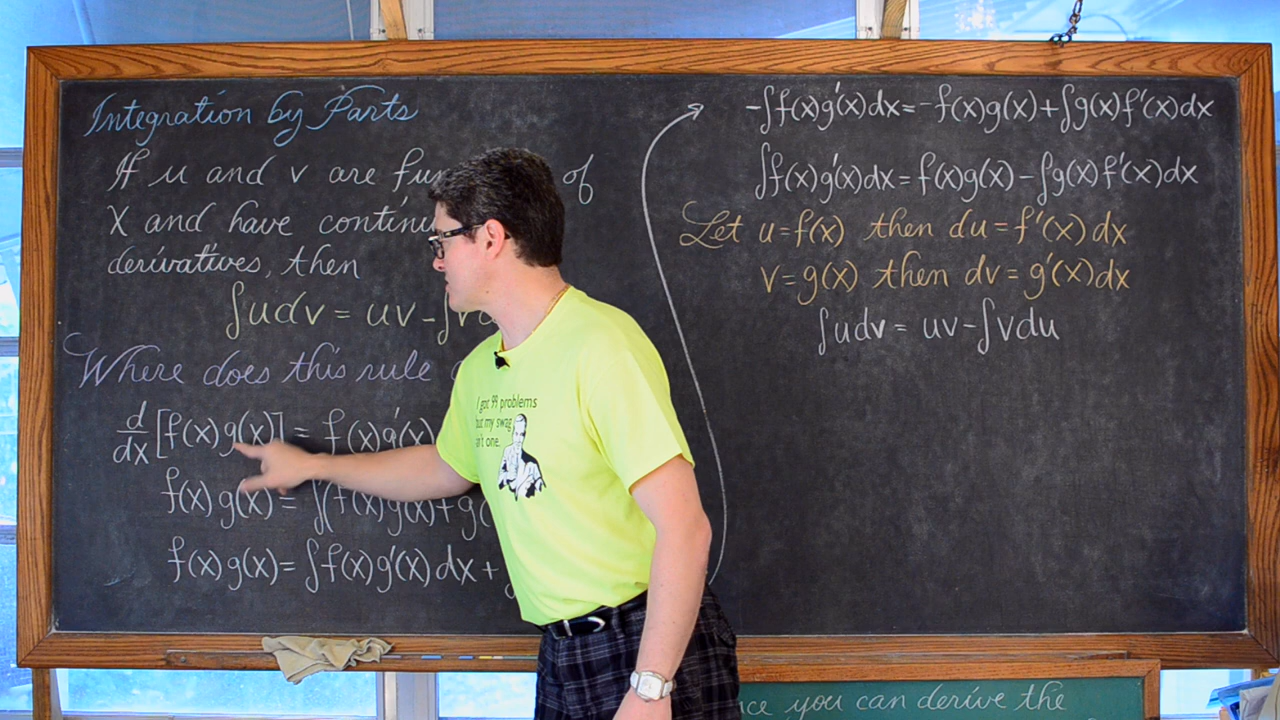 Integration by Parts
If u and v are of
x and have
derivatives, then
∫udv = uv -
Where does this rule
d/dx [f(x)g(x)] = f(x)g'(x)
f(x)g(x) = ∫(f(x)g'(x)+
f(x)g(x) = ∫f(x)g'(x)dx +
-∫f(x)g'(x)dx = -f(x)g(x)+∫g(x)f'(x)dx
∫f(x)g'(x)dx = f(x)g(x) - ∫g(x)f'(x)dx
Let u=f(x) then du=f'(x)dx
v=g(x) then dv=g'(x)dx
∫udv = uv-∫vdu
I got 99 problems
but my swag
ain't one.
you can derive the